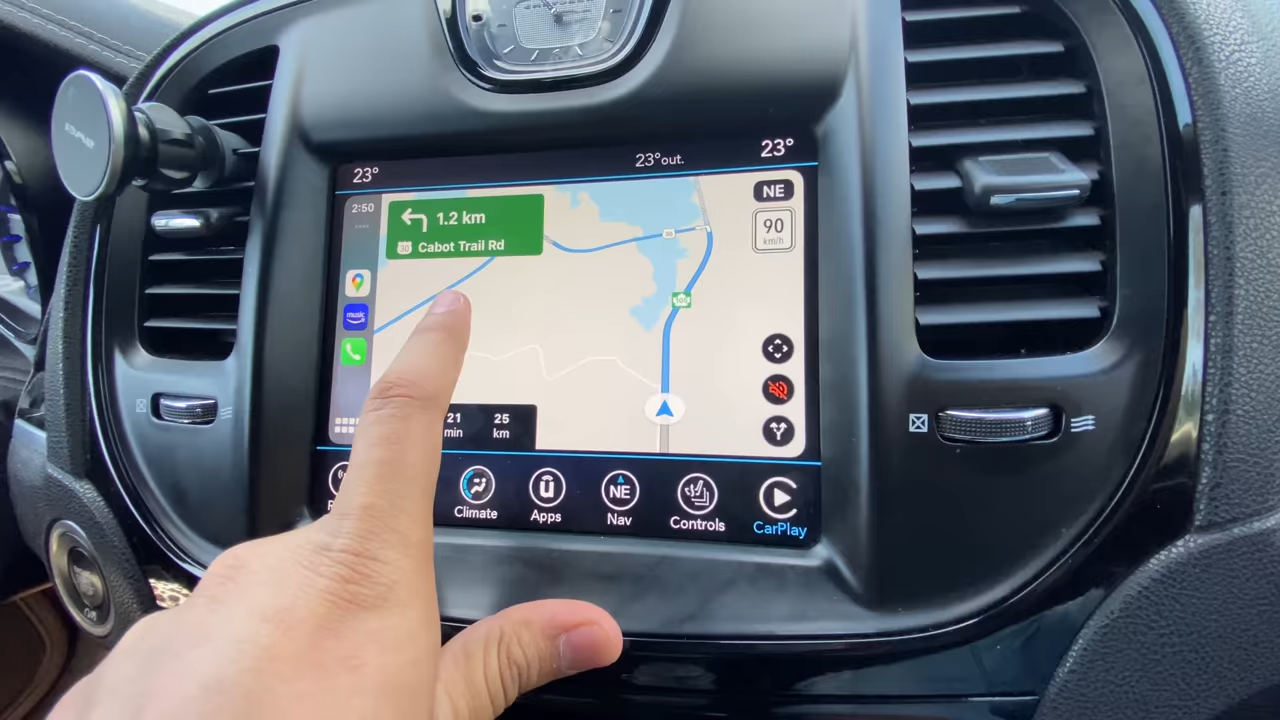 23°
23°out.
23°
2:50
1.2 km
30
Cabot Trail Rd
NE
90
km/h
music
21
25
min
km
Climate
Apps
NE
Nav
Controls
CarPlay